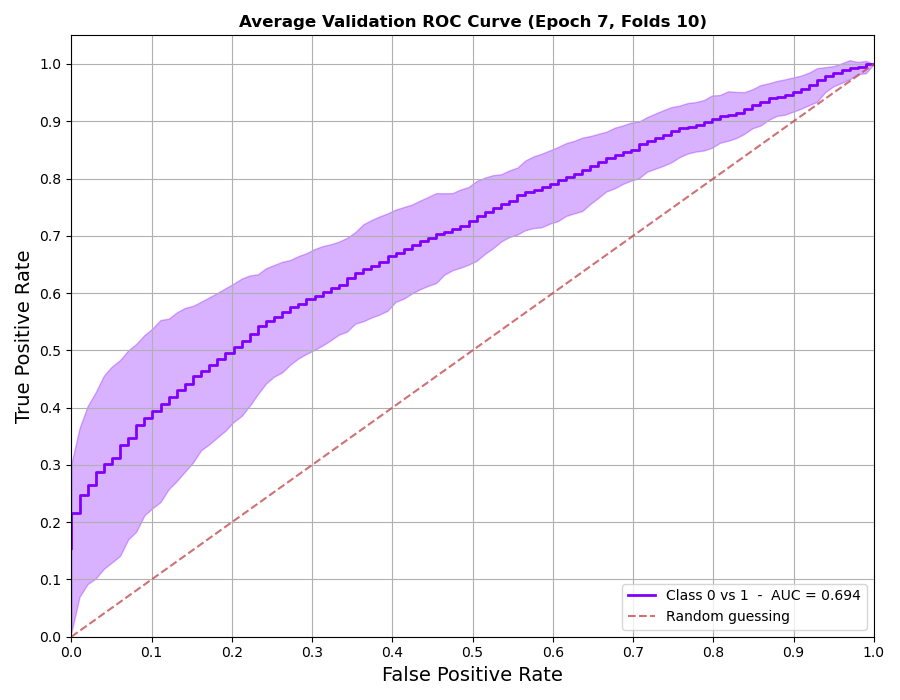 Average Validation ROC Curve (Epoch 7, Folds 10)
True Positive Rate
1.0
0.9
0.8
0.7
0.6
0.5
0.4
0.3
0.2
0.1
0.0
Class 0 vs 1 - AUC = 0.694
Random guessing
0.0 0.1 0.2 0.3 0.4 0.5 0.6 0.7 0.8 0.9 1.0
False Positive Rate